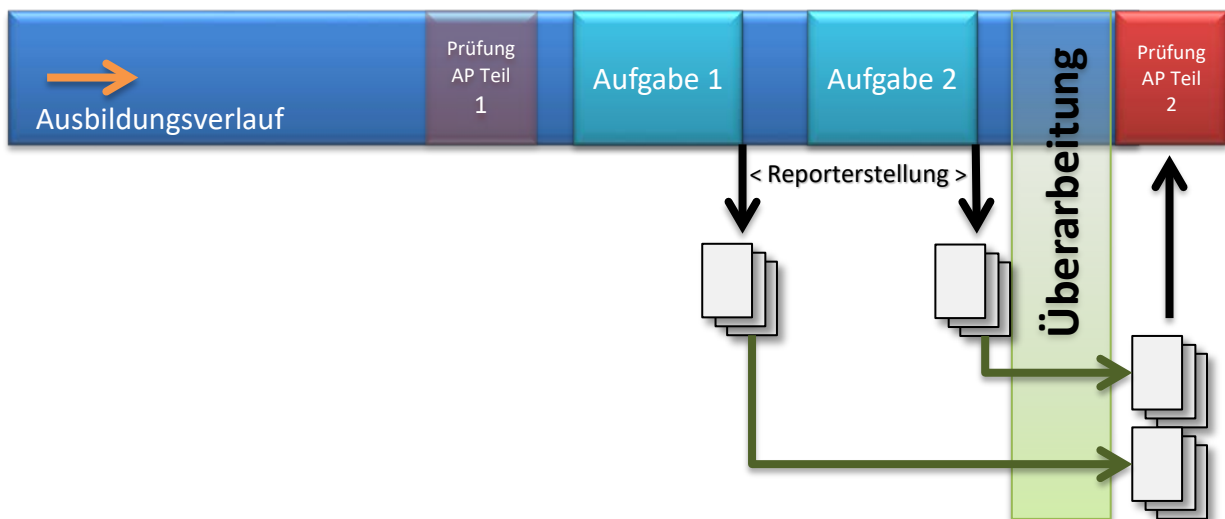 Prüfung
AP Teil
1
Aufgabe 1
Aufgabe 2
Überarbeitung
Prüfung
AP Teil
2
Ausbildungsverlauf
< Reporterstellung >